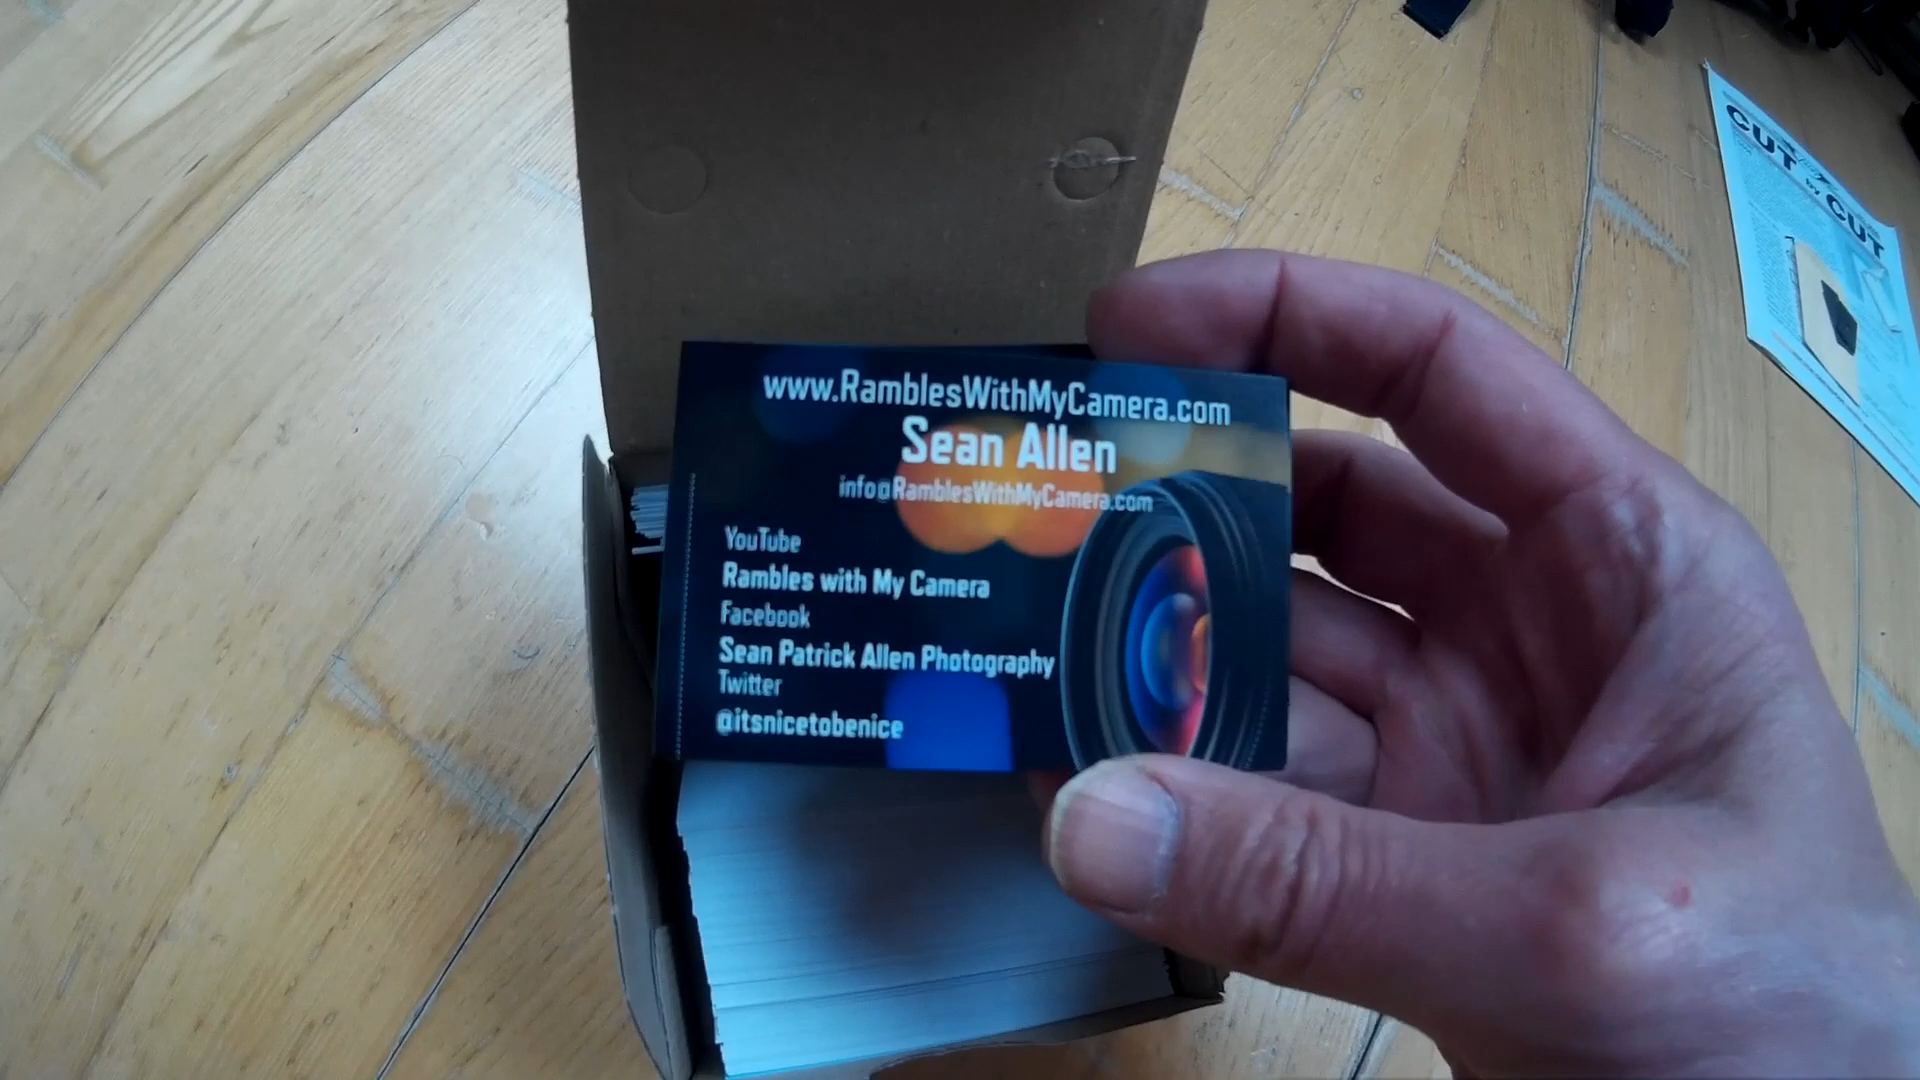 www.RamblesWithMyCamera.com
Sean Allen
info@RamblesWithMyCamera.com
YouTube
Rambles with My Camera
Facebook
Sean Patrick Allen Photography
Twitter
@itsnicetobenice
CUT
by CUT